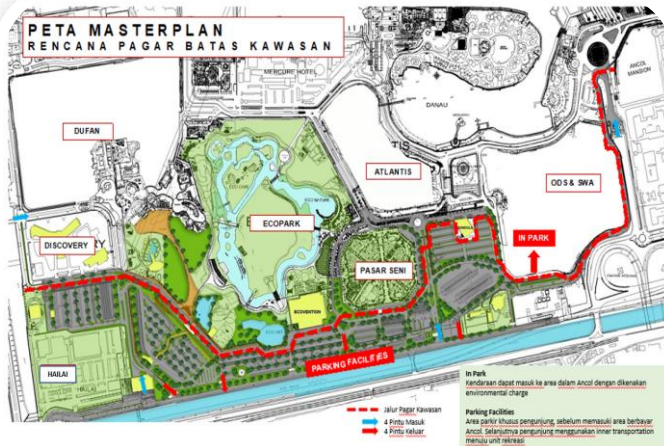 PETA MASTERPLAN
RENCANA PAGAR BATAS KAWASAN
MERCURE HOTEL
ANCOL
MANSION
DANAU
DUFAN
TIS
ATLANTIS
ODS & SWA
ECOPARK
DISCOVERY
IN PARK
PASAR SENI
ECOVENTION
PARKING FACILITIES
HAILAI
HAILAI
In Park
Kendaraan dapat masuk ke area dalam Ancol dengan dikenakan
environmental charge
Parking Facilities
Area parkir khusus pengunjung, sebelum memasuki area berbayar
Ancol. Selanjutnya pengunjung menggunakan inner transportation
menuju unit rekreasi
Jalur Pagar Kawasan
4 Pintu Masuk
4 Pintu Keluar